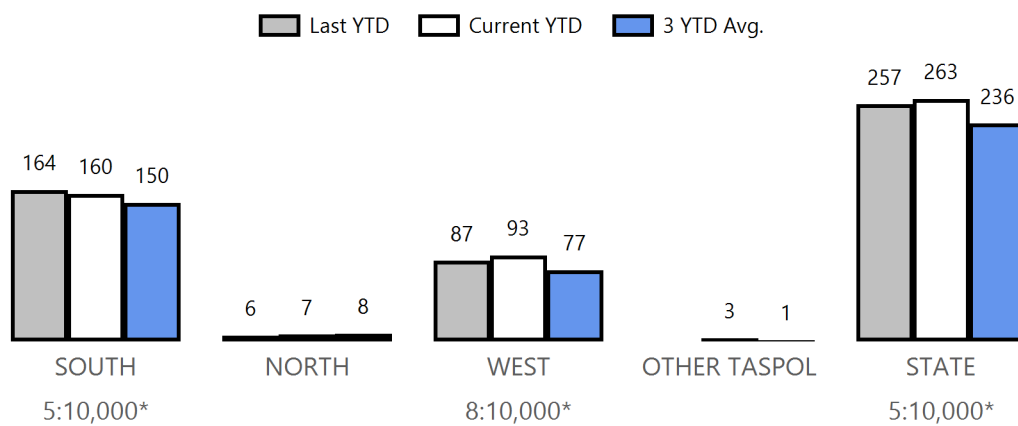 Last YTD Current YTD 3 YTD Avg.
257 263 236
164 160 150
87 93 77
6 7 8
3 1
SOUTH NORTH WEST OTHER TASPOL STATE
5:10,000* 8:10,000* 5:10,000*